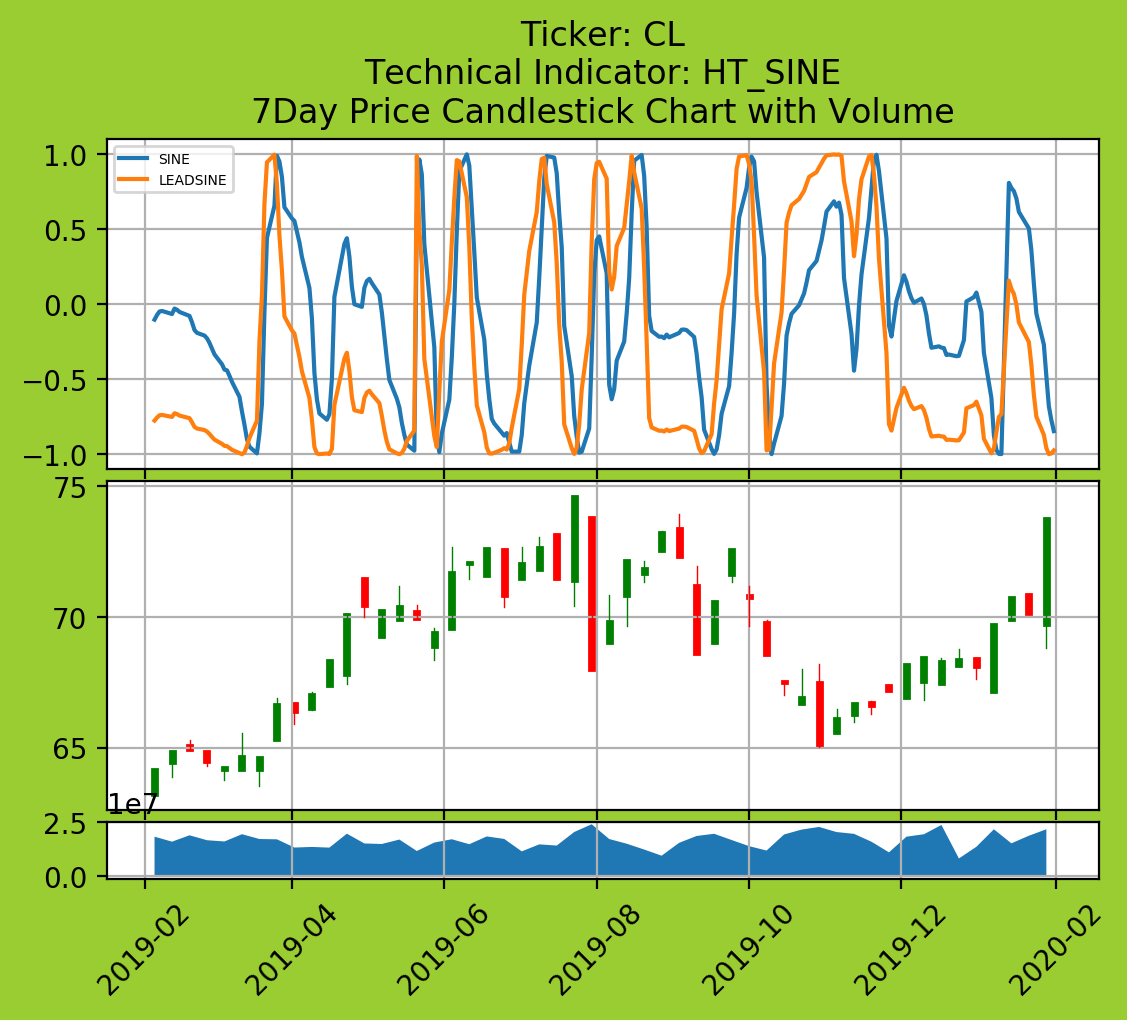 Ticker: CL
Technical Indicator: HT_SINE
7Day Price Candlestick Chart with Volume
SINE
LEADSINE
1.0
0.5
0.0
−0.5
−1.0
75
70
65
1e7
2.5
0.0
2019-02
2019-04
2019-06
2019-08
2019-10
2019-12
2020-02